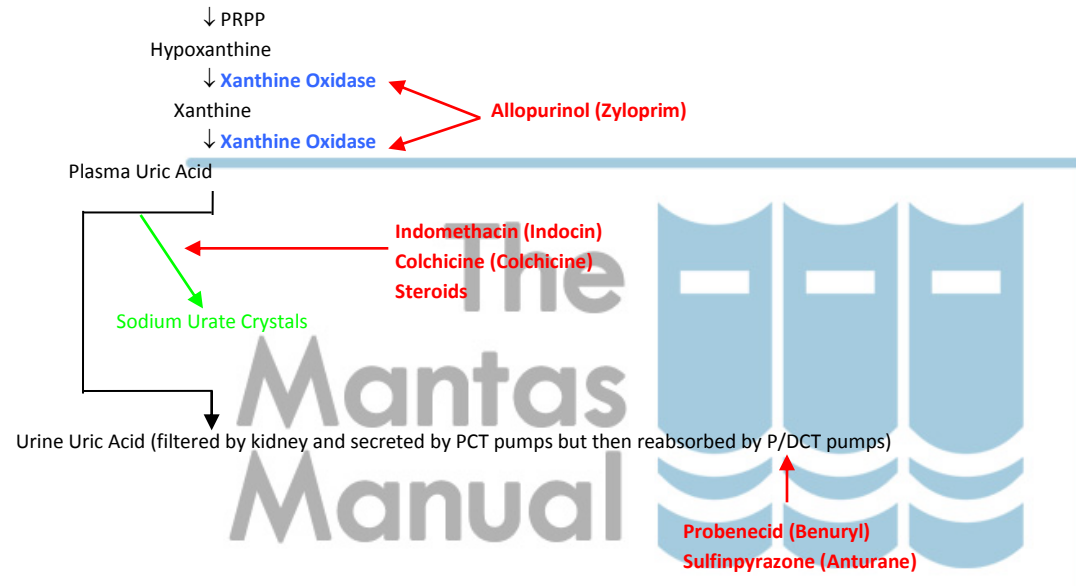 ↓ PRPP
Hypoxanthine
↓ Xanthine Oxidase
Xanthine
Allopurinol (Zyloprim)
↓ Xanthine Oxidase
Plasma Uric Acid
Indomethacin (Indocin)
Colchicine (Colchicine)
Steroids
The
Sodium Urate Crystals
Mantas
Urine Uric Acid (filtered by kidney and secreted by PCT pumps but then reabsorbed by P/DCT pumps)
Manual
Probenecid (Benuryl)
Sulfinpyrazone (Anturane)